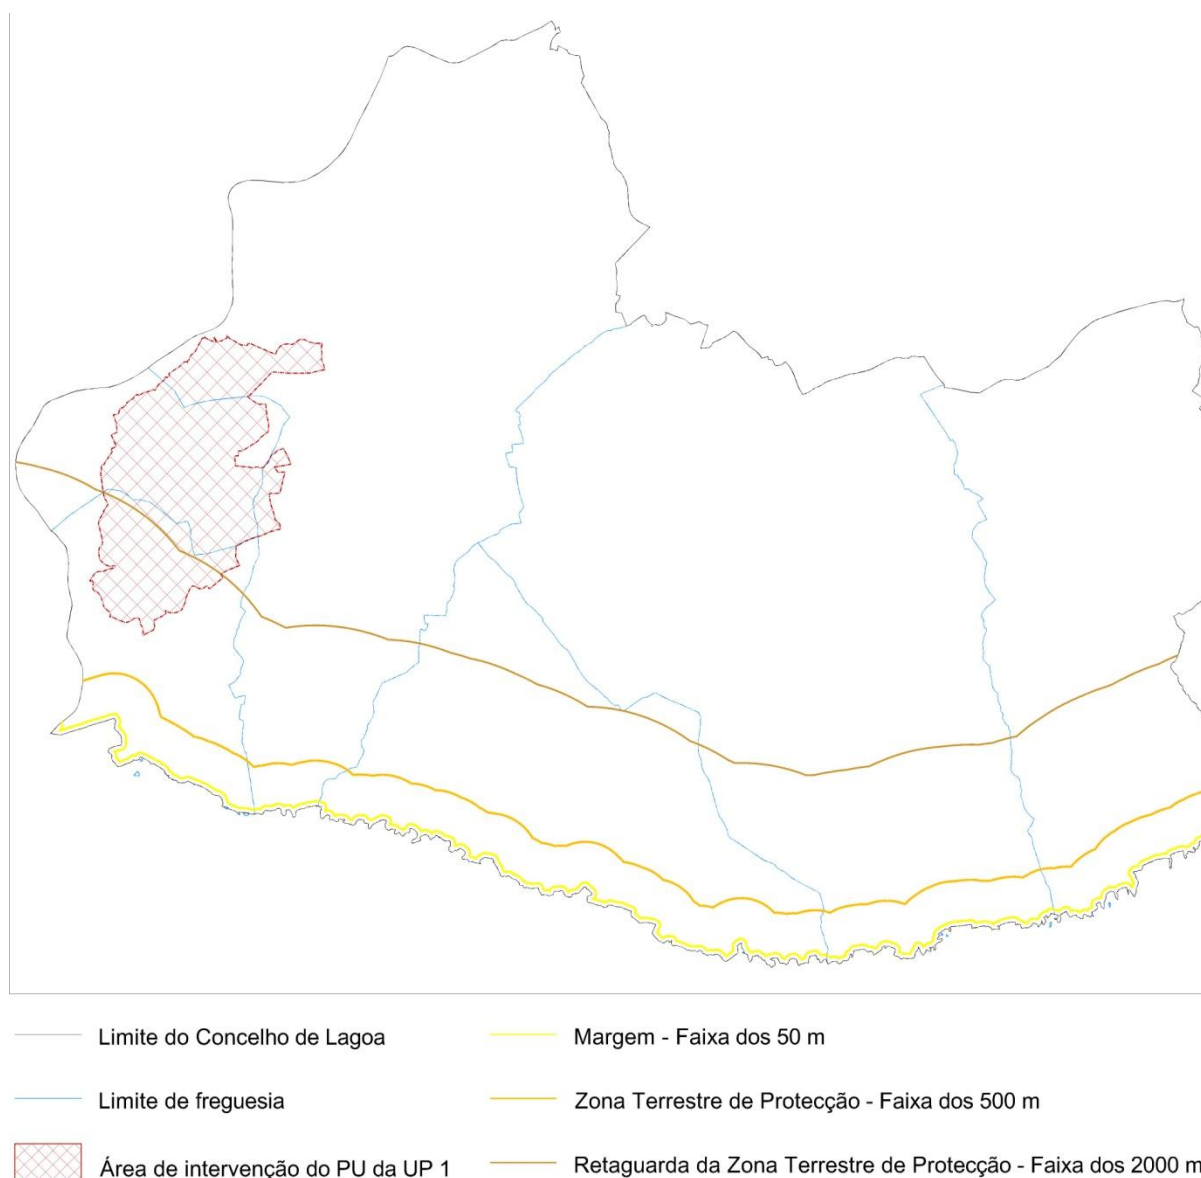 Limite do Concelho de Lagoa
Margem - Faixa dos 50 m
Limite de freguesia
Zona Terrestre de Protecção - Faixa dos 500 m
Área de intervenção do PU da UP 1
Retaguarda da Zona Terrestre de Protecção - Faixa dos 2000 m